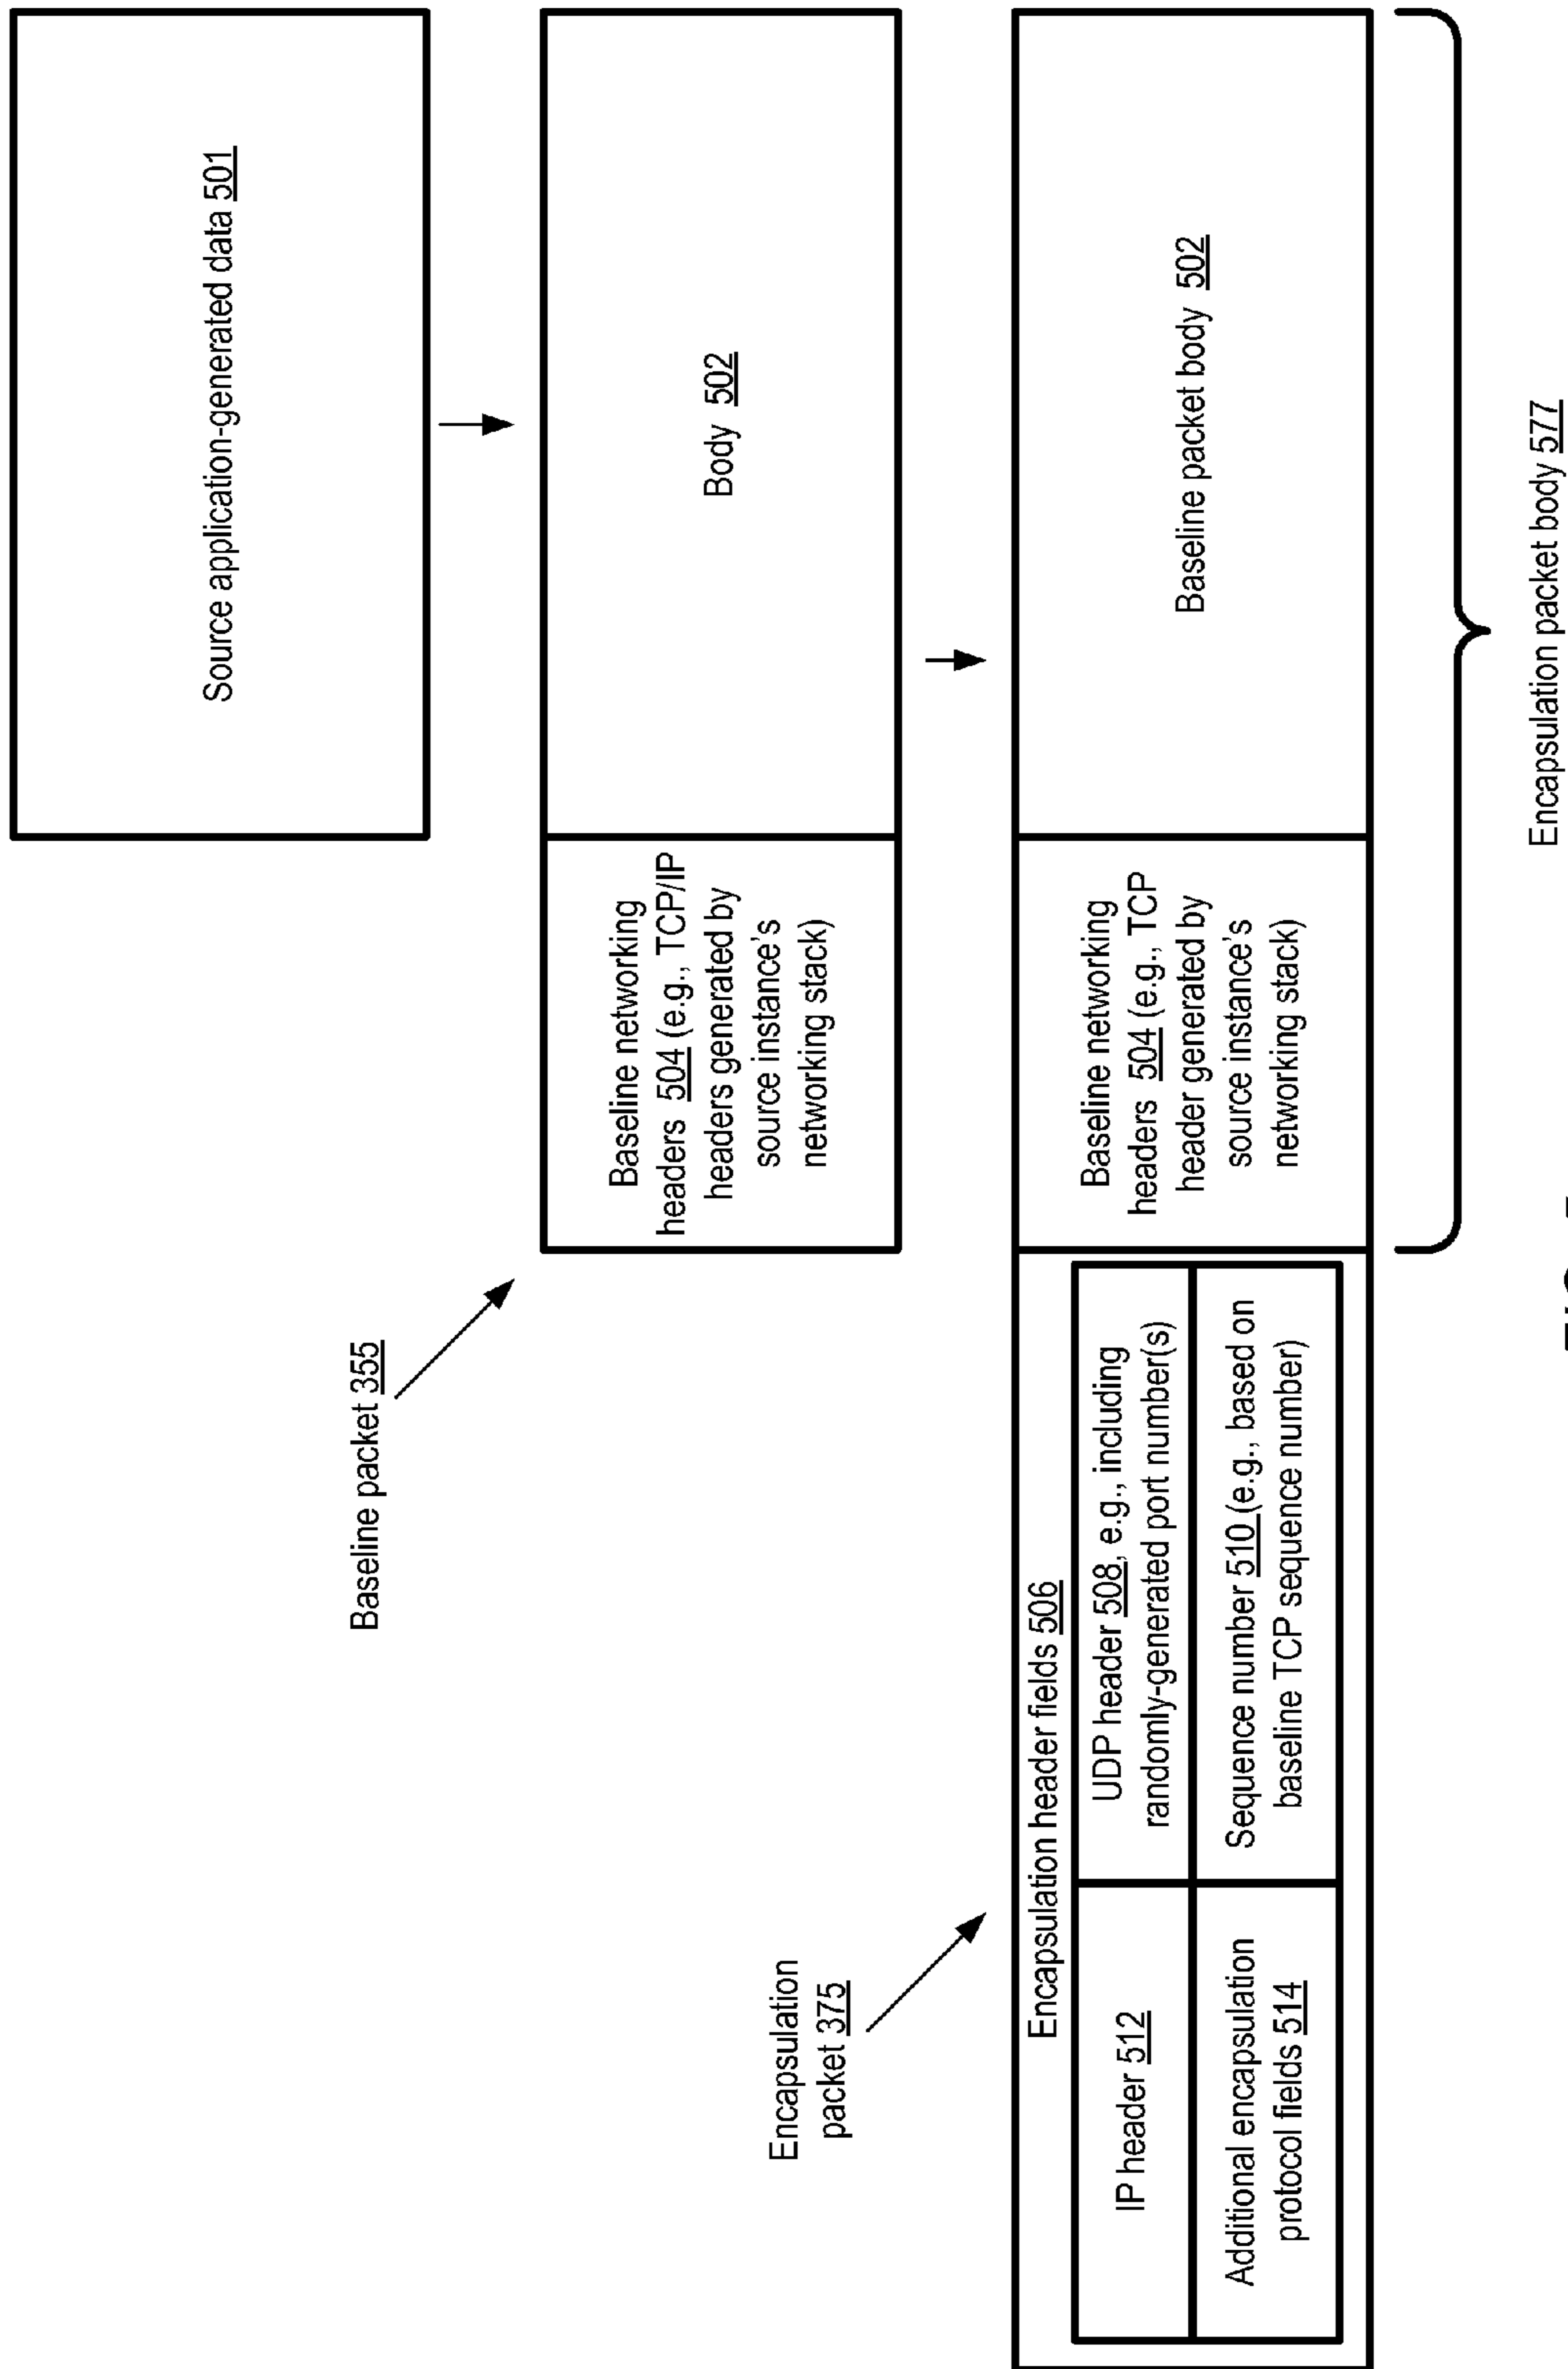 Source application-generated data 501
Baseline packet 355
Baseline networking
headers 504 (e.g., TCP/IP
headers generated by
source instance's
networking stack)
Body 502
Encapsulation
packet 375
Encapsulation header fields 506
IP header 512
UDP header 508, e.g., including
randomly-generated port number(s)
Additional encapsulation
protocol fields 514
Sequence number 510 (e.g., based on
baseline TCP sequence number)
Baseline networking
headers 504 (e.g., TCP
header generated by
source instance's
networking stack)
Baseline packet body 502
Encapsulation packet body 577